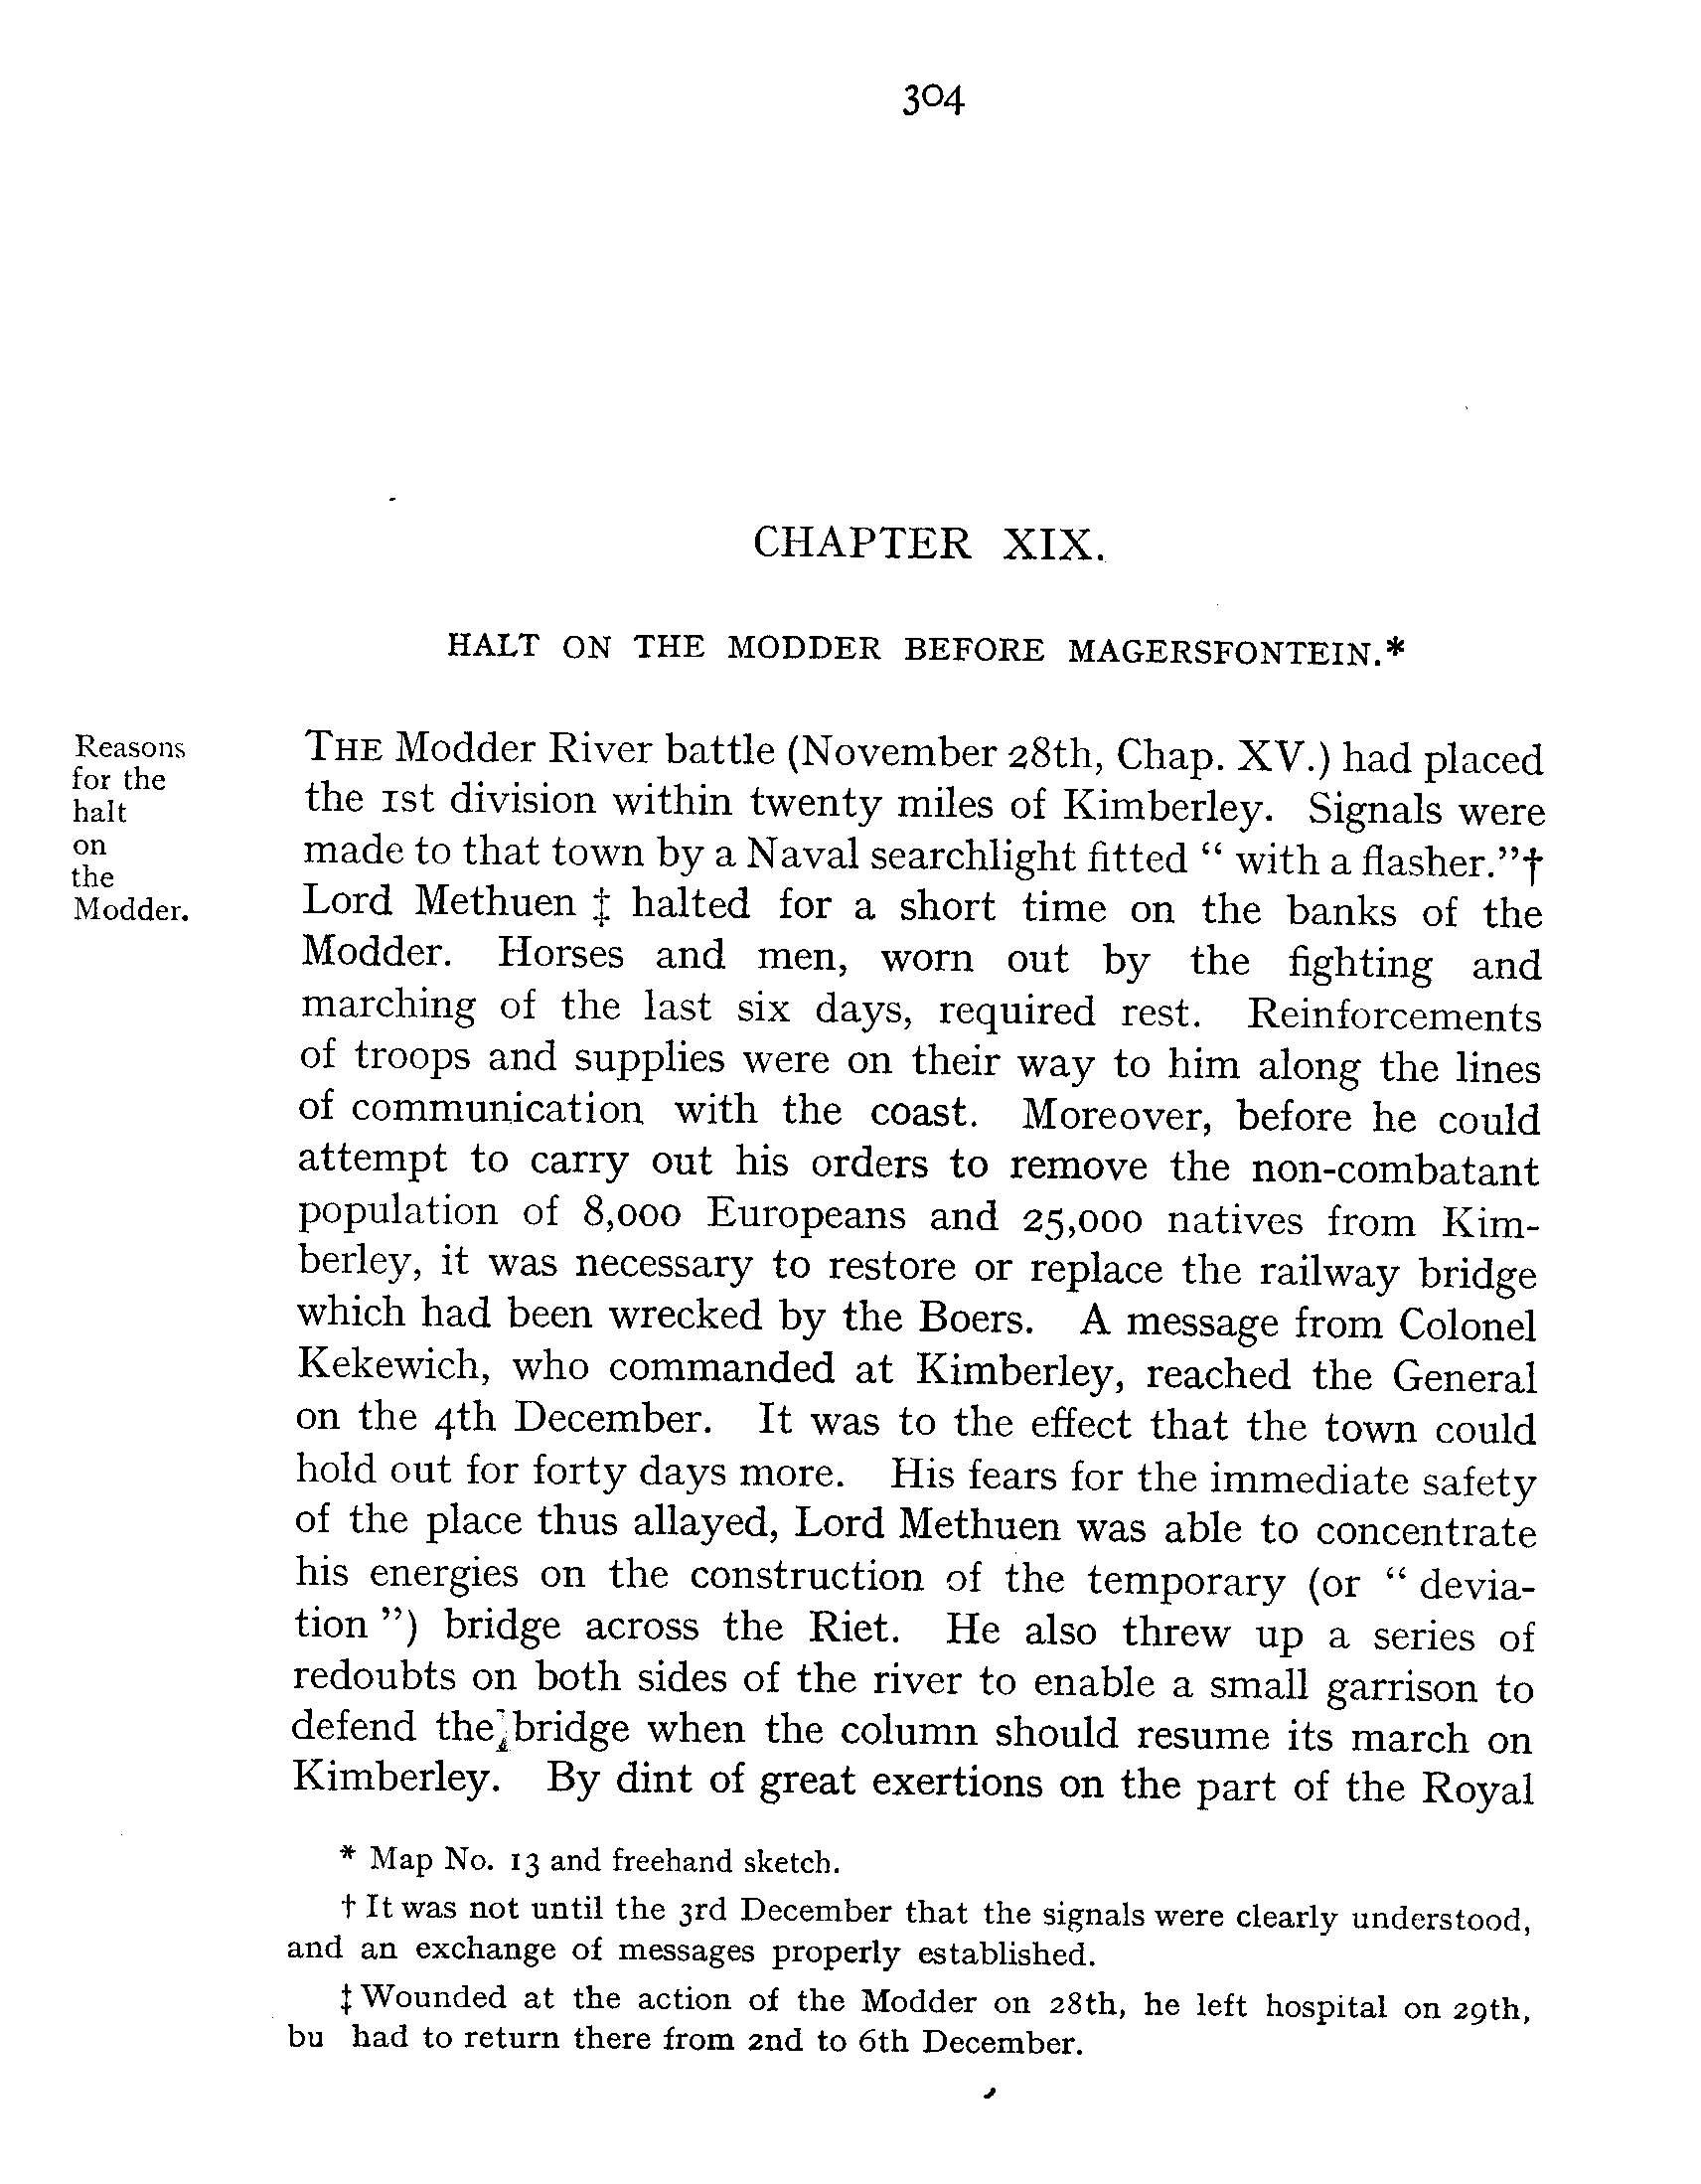 304
CHAPTER XIX.
HALT ON THE MODDER BEFORE MAGERSFONTEIN.*
Reasons
for the
halt
on
the
Modder.
THE Modder River battle (November 28th, Chap. XV.) had placed
the 1st division within twenty miles of Kimberley. Signals were
made to that town by a Naval searchlight fitted " with a flasher."†
Lord Methuen ‡ halted for a short time on the banks of the
Modder. Horses and men, worn out by the fighting and
marching of the last six days, required rest. Reinforcements
of troops and supplies were on their way to him along the lines
of communication with the coast. Moreover, before he could
attempt to carry out his orders to remove the non-combatant
population of 8,000 Europeans and 25,000 natives from Kim-
berley, it was necessary to restore or replace the railway bridge
which had been wrecked by the Boers. A message from Colonel
Kekewich, who commanded at Kimberley, reached the General
on the 4th December. It was to the effect that the town could
hold out for forty days more. His fears for the immediate safety
of the place thus allayed, Lord Methuen was able to concentrate
his energies on the construction of the temporary (or " devia-
tion ") bridge across the Riet. He also threw up a series of
redoubts on both sides of the river to enable a small garrison to
defend the bridge when the column should resume its march on
Kimberley. By dint of great exertions on the part of the Royal
* Map No. 13 and freehand sketch.
† It was not until the 3rd December that the signals were clearly understood,
and an exchange of messages properly established.
‡ Wounded at the action of the Modder on 28th, he left hospital on 29th,
bu had to return there from 2nd to 6th December.